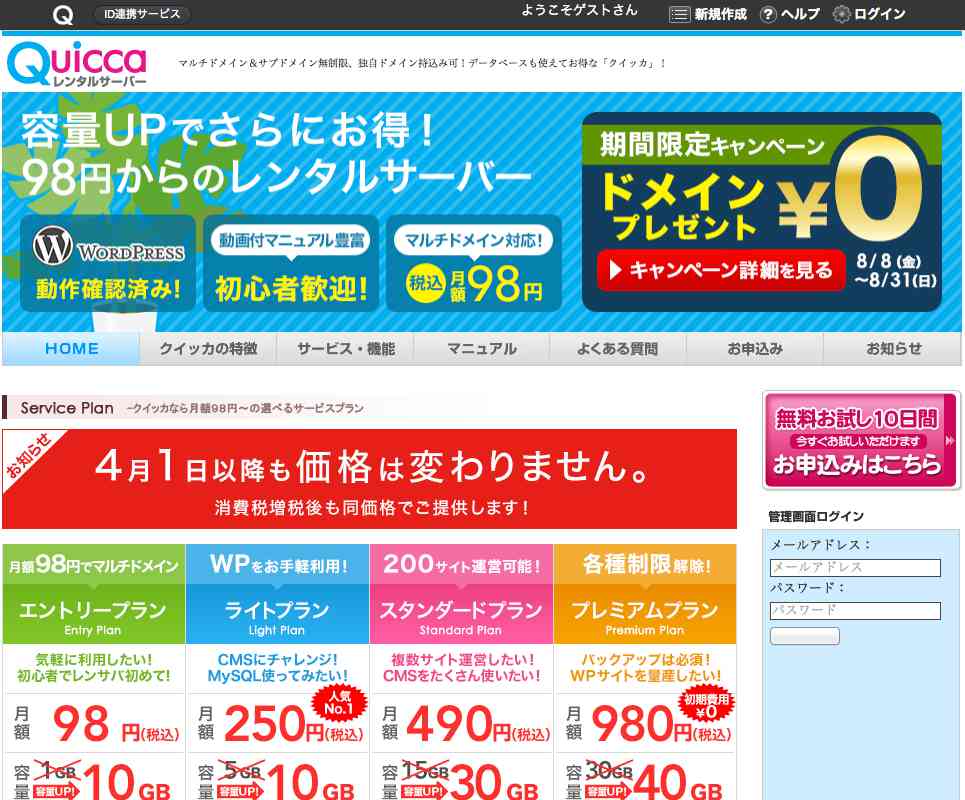 Q ID連携サービス ようこそゲストさん 新規作成 ? ヘルプ ログイン
Quicca
レンタルサーバー
マルチドメイン&サブドメイン無制限、独自ドメイン持込み可！データベースも使えてお得な「クイッカ」！
容量UPでさらにお得！
98円からのレンタルサーバー
WORDPRESS
動作確認済み!
動画付マニュアル豊富
初心者歓迎!
マルチドメイン対応!
税込 月額98円
期間限定キャンペーン
ドメイン
プレゼント
¥0
キャンペーン詳細を見る
8/8(金)
～8/31(日)
HOME クイッカの特徴 サービス・機能 マニュアル よくある質問 お申込み お知らせ
Service Plan -クイッカなら月額98円～の選べるサービスプラン
お知らせ
4月1日以降も価格は変わりません。
消費税増税後も同価格でご提供します！
月額98円でマルチドメイン
エントリープラン
Entry Plan
気軽に利用したい!
初心者でレンサバ初めて!
月額 98円(税込)
容量 1GB 容量UP! 10GB
WPをお手軽利用!
ライトプラン
Light Plan
CMSにチャレンジ!
MySQL使ってみたい!
人気
No.1
月額 250円(税込)
容量 5GB 容量UP! 10GB
200サイト運営可能!
スタンダードプラン
Standard Plan
複数サイト運営したい!
CMSをたくさん使いたい!
月額 490円(税込)
容量 15GB 容量UP! 30GB
各種制限解除!
プレミアムプラン
Premium Plan
バックアップは必須!
WPサイトを量産したい!
初期費用
¥0
月額 980円(税込)
容量 30GB 容量UP! 40GB
無料お試し10日間
今すぐお試しいただけます
お申込みはこちら
管理画面ログイン
メールアドレス：
メールアドレス
パスワード：
パスワード